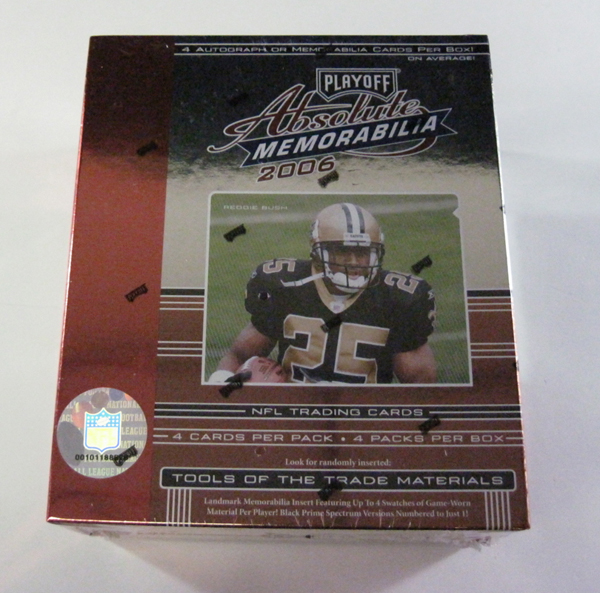 4 AUTOGRAPH OR MEMORABILIA CARDS PER BOX!
ON AVERAGE!
PLAYOFF
Absolute
MEMORABILIA
2006
REGGIE BUSH
25
25
25
NFL TRADING CARDS
4 CARDS PER PACK • 4 PACKS PER BOX
Look for randomly inserted:
TOOLS OF THE TRADE MATERIALS
Landmark Memorabilia Insert Featuring Up To 4 Swatches of Game-Worn
Material Per Player! Black Prime Spectrum Versions Numbered to Just 1!
NFL